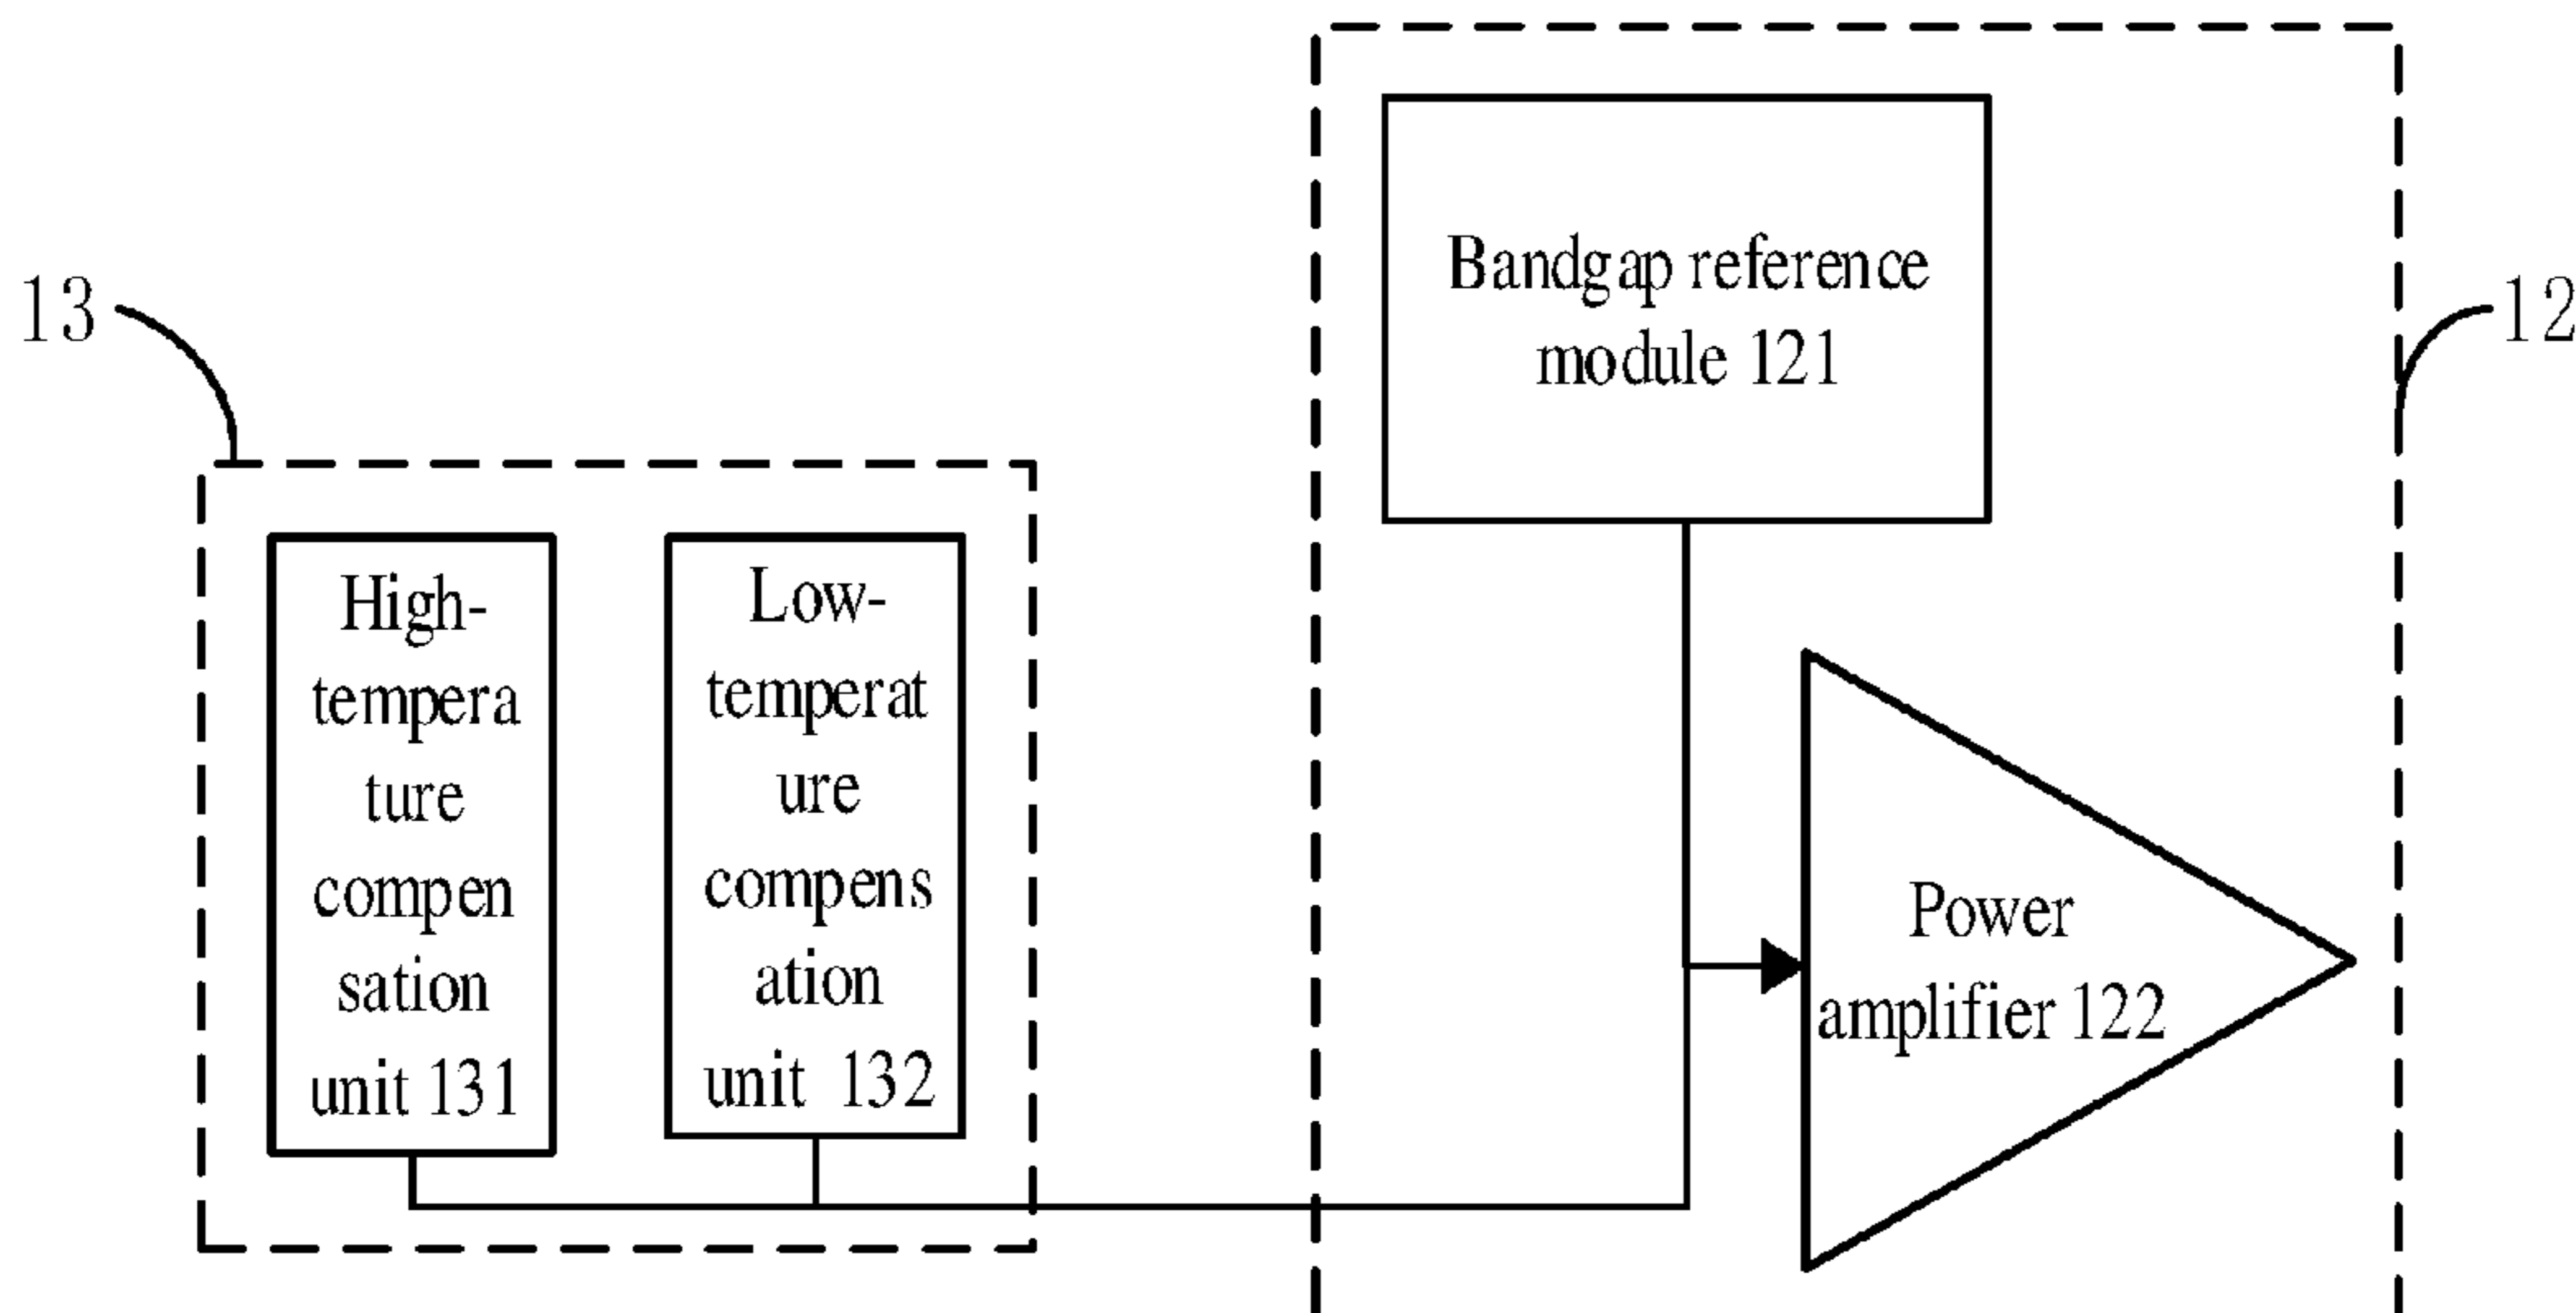 13
High-
tempera
ture
compen
sation
unit 131
Low-
temperat
ure
compens
ation
unit 132
Bandgap reference
module 121
Power
amplifier 122
12